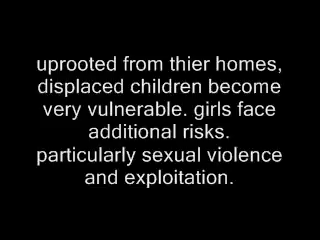 uprooted from thier homes,
displaced children become
very vulnerable. girls face
additional risks.
particularly sexual violence
and exploitation.